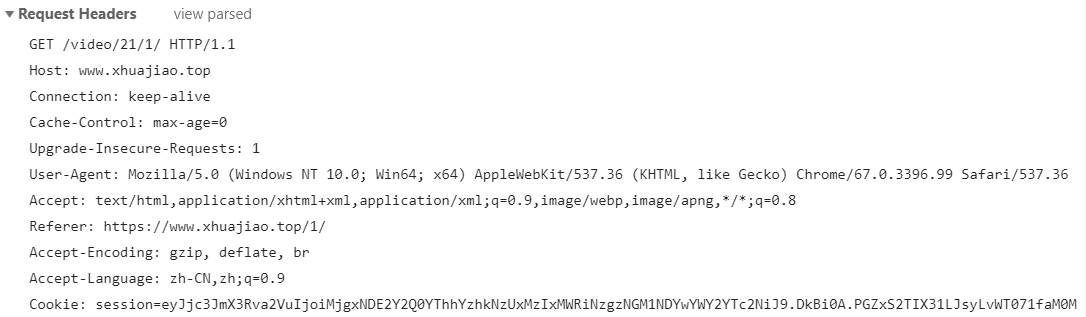 Request Headers view parsed
GET /video/21/1/ HTTP/1.1
Host: www.xhuajiao.top
Connection: keep-alive
Cache-Control: max-age=0
Upgrade-Insecure-Requests: 1
User-Agent: Mozilla/5.0 (Windows NT 10.0; Win64; x64) AppleWebKit/537.36 (KHTML, like Gecko) Chrome/67.0.3396.99 Safari/537.36
Accept: text/html,application/xhtml+xml,application/xml;q=0.9,image/webp,image/apng,*/*;q=0.8
Referer: https://www.xhuajiao.top/1/
Accept-Encoding: gzip, deflate, br
Accept-Language: zh-CN,zh;q=0.9
Cookie: session=eyJjc3JmX3Rva2VuIjoiMjgxNDE2Y2Q0YThhYzhkNzUxMzIxMWRiNzgzNGM1NDYwYWY2YTc2NiJ9.DkBi0A.PGZxS2TIX31LJsyLvWT071faM0M